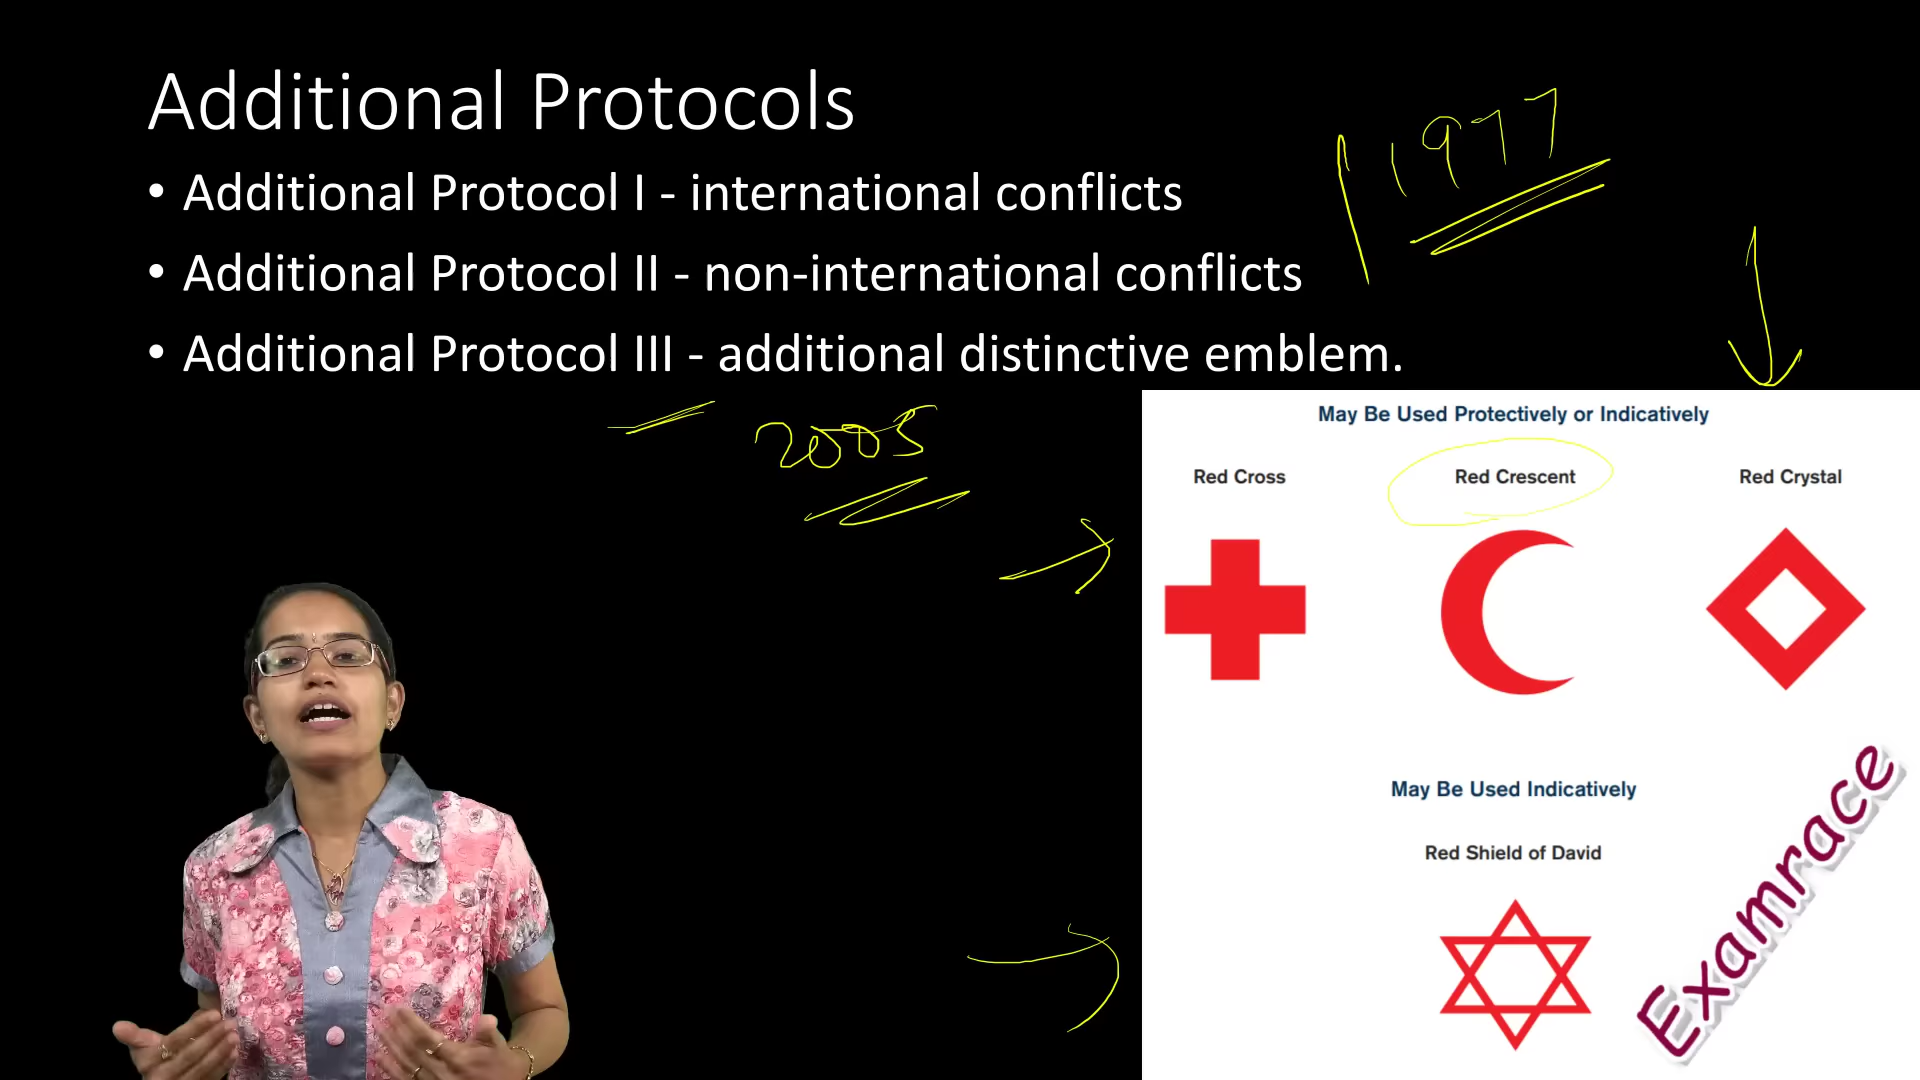 Additional Protocols
• Additional Protocol I - international conflicts
• Additional Protocol II - non-international conflicts
• Additional Protocol III - additional distinctive emblem.
1977
2005
May Be Used Protectively or Indicatively
Red Cross Red Crescent Red Crystal
May Be Used Indicatively
Red Shield of David
Examrace